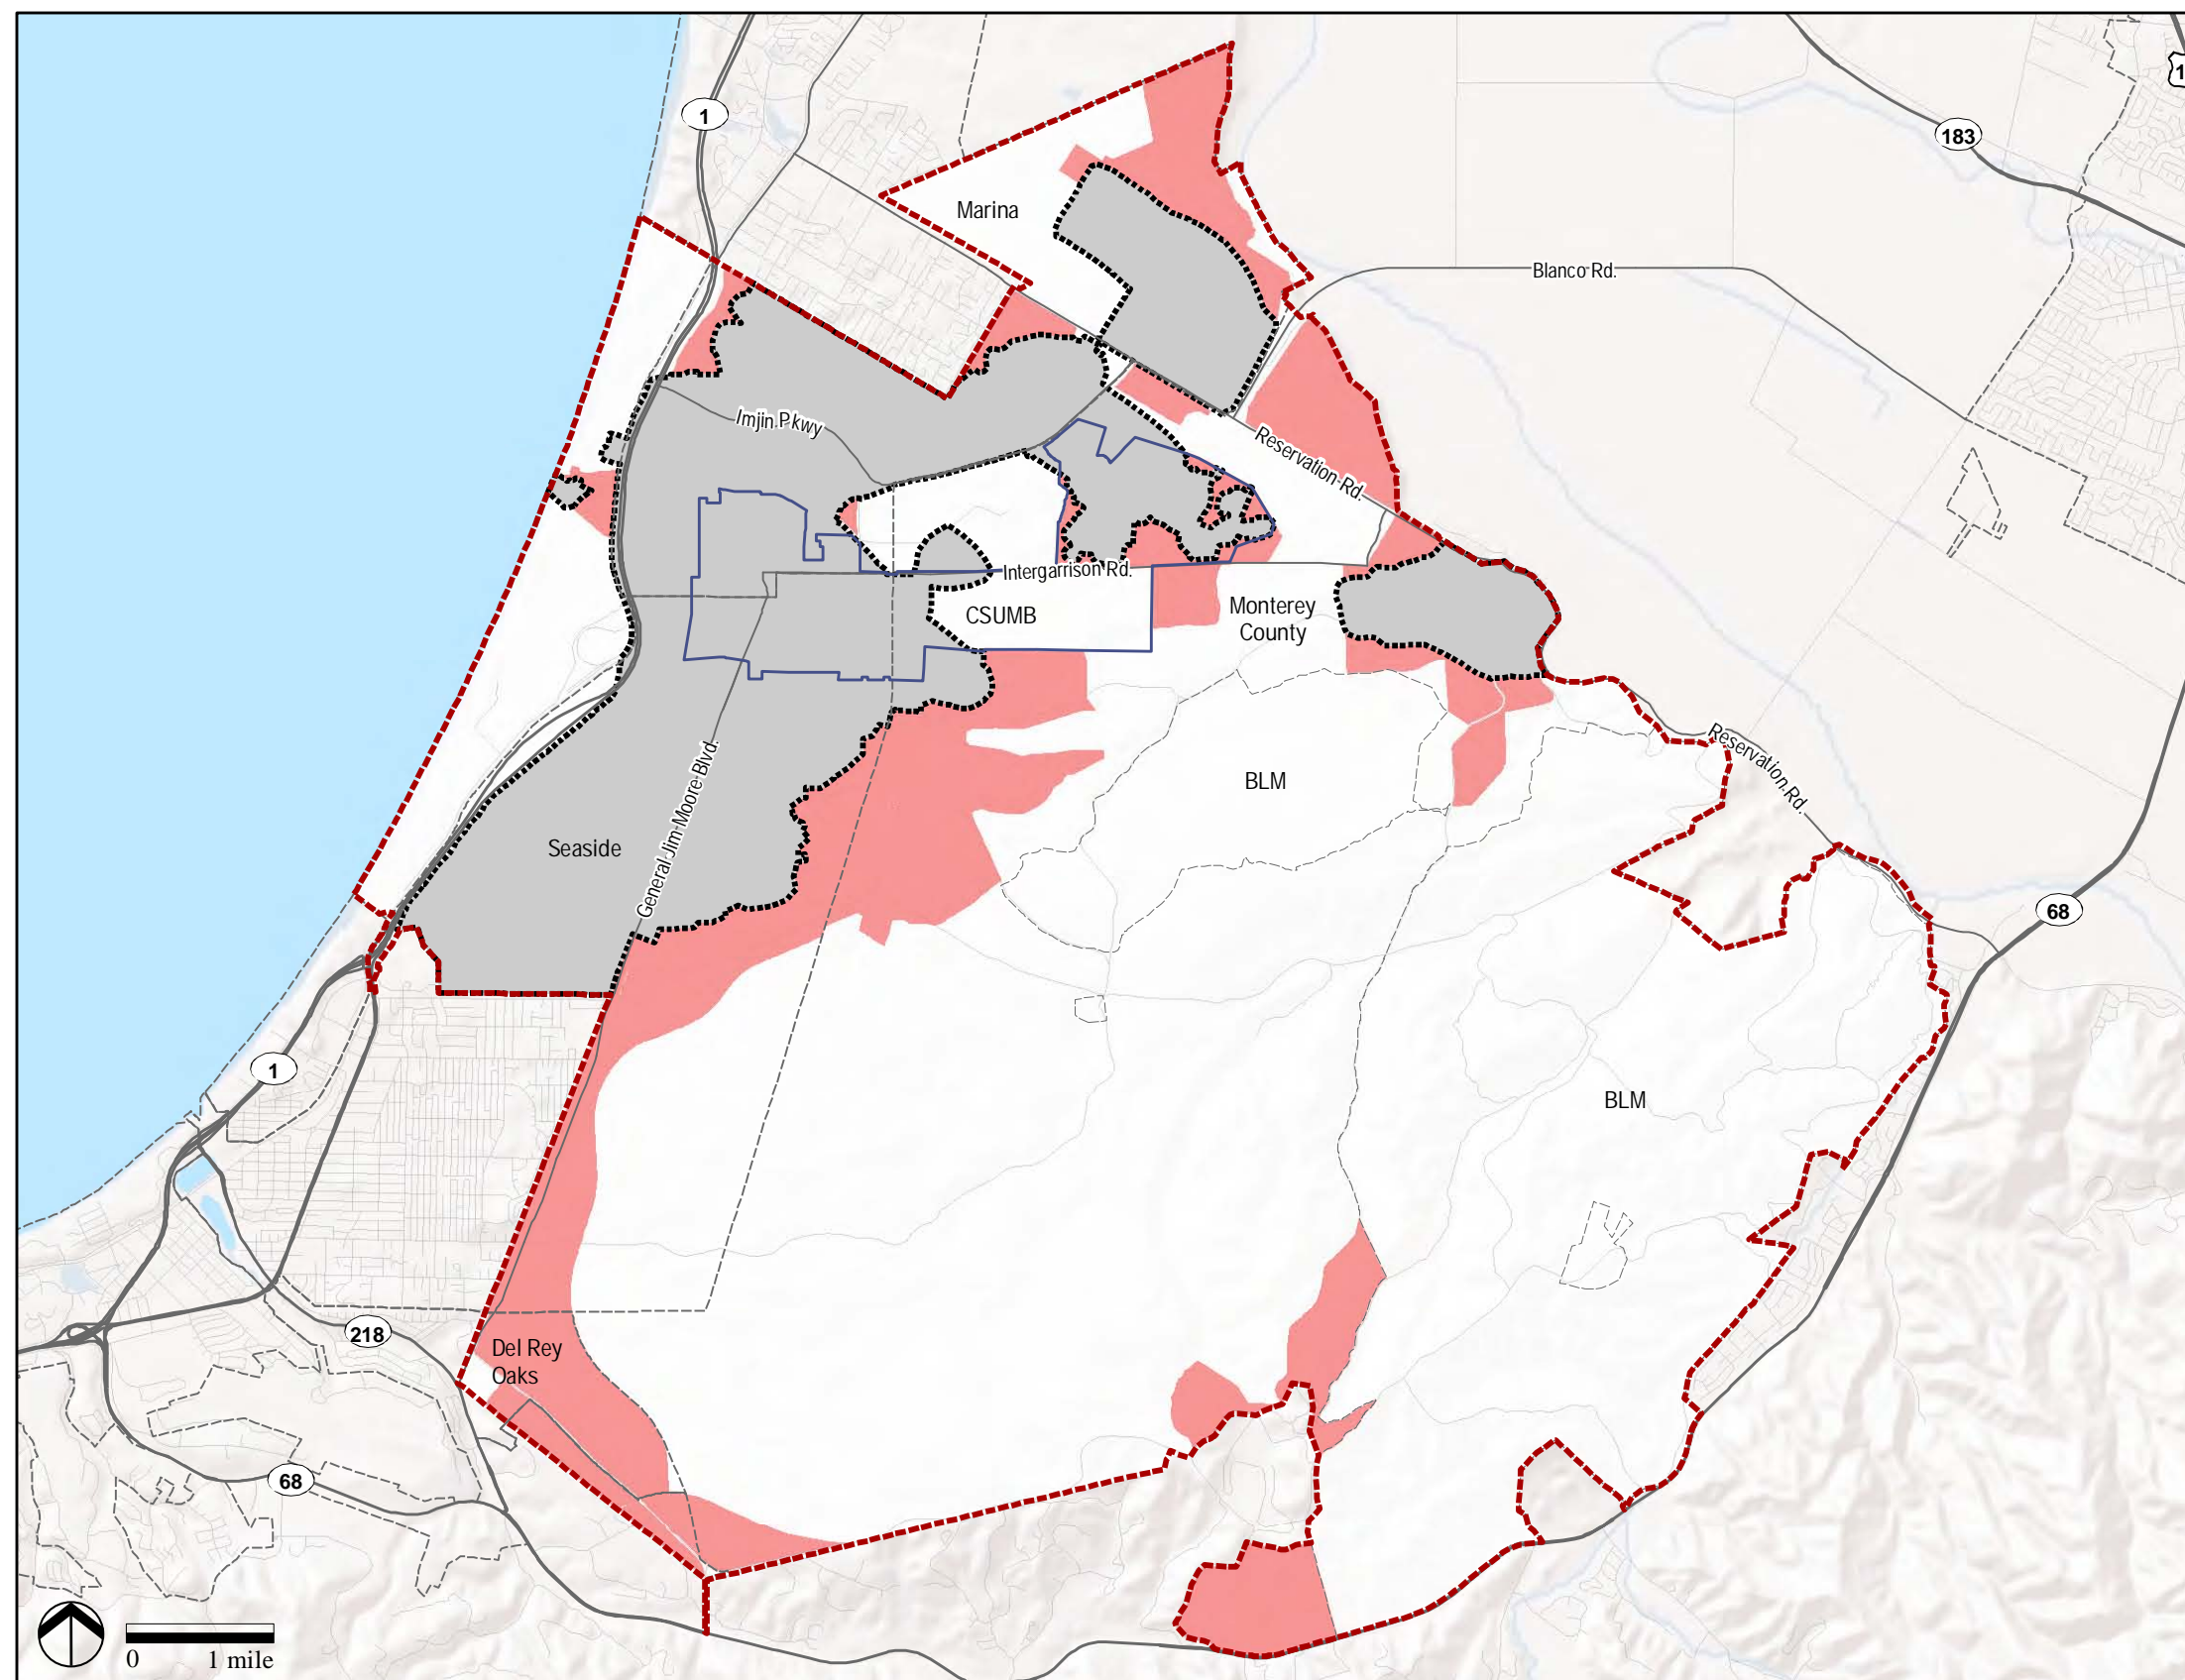 1
1
183
Marina
Blanco Rd.
Imjin Pkwy
Reservation Rd.
Intergarrison Rd.
CSUMB
Monterey
County
Reservation Rd.
General Jim Moore Blvd.
BLM
Seaside
68
1
BLM
218
Del Rey
Oaks
68
0 1 mile